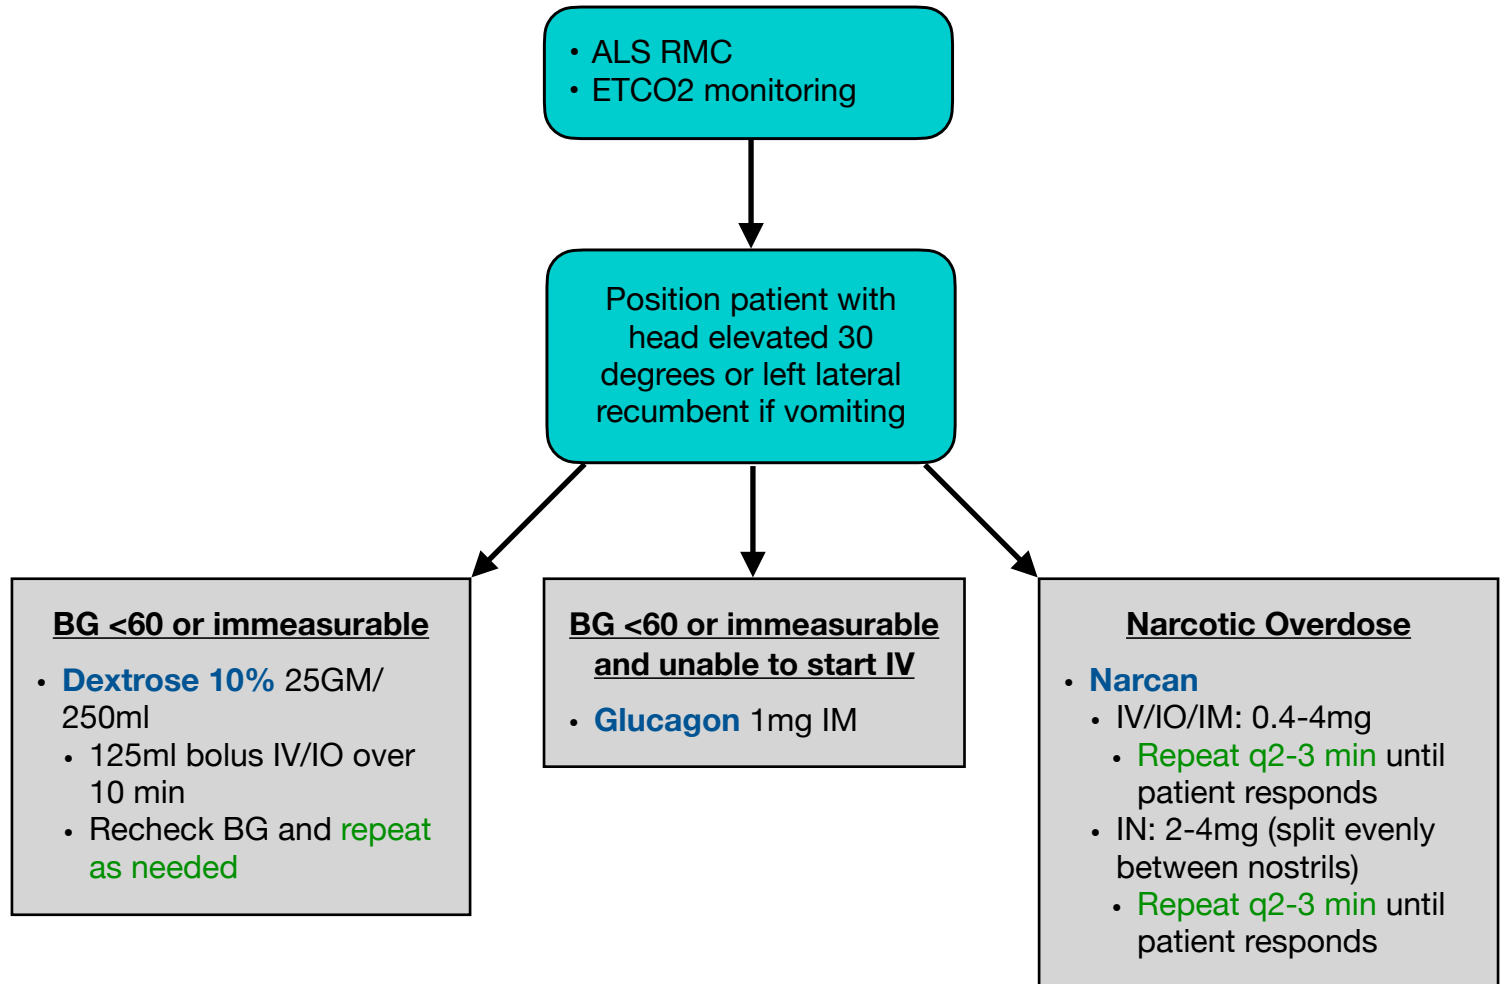 • ALS RMC
• ETCO2 monitoring
Position patient with
head elevated 30
degrees or left lateral
recumbent if vomiting
BG <60 or immeasurable
• Dextrose 10% 25GM/
250ml
• 125ml bolus IV/IO over
10 min
• Recheck BG and repeat
as needed
BG <60 or immeasurable
and unable to start IV
• Glucagon 1mg IM
Narcotic Overdose
• Narcan
• IV/IO/IM: 0.4-4mg
• Repeat q2-3 min until
patient responds
• IN: 2-4mg (split evenly
between nostrils)
• Repeat q2-3 min until
patient responds